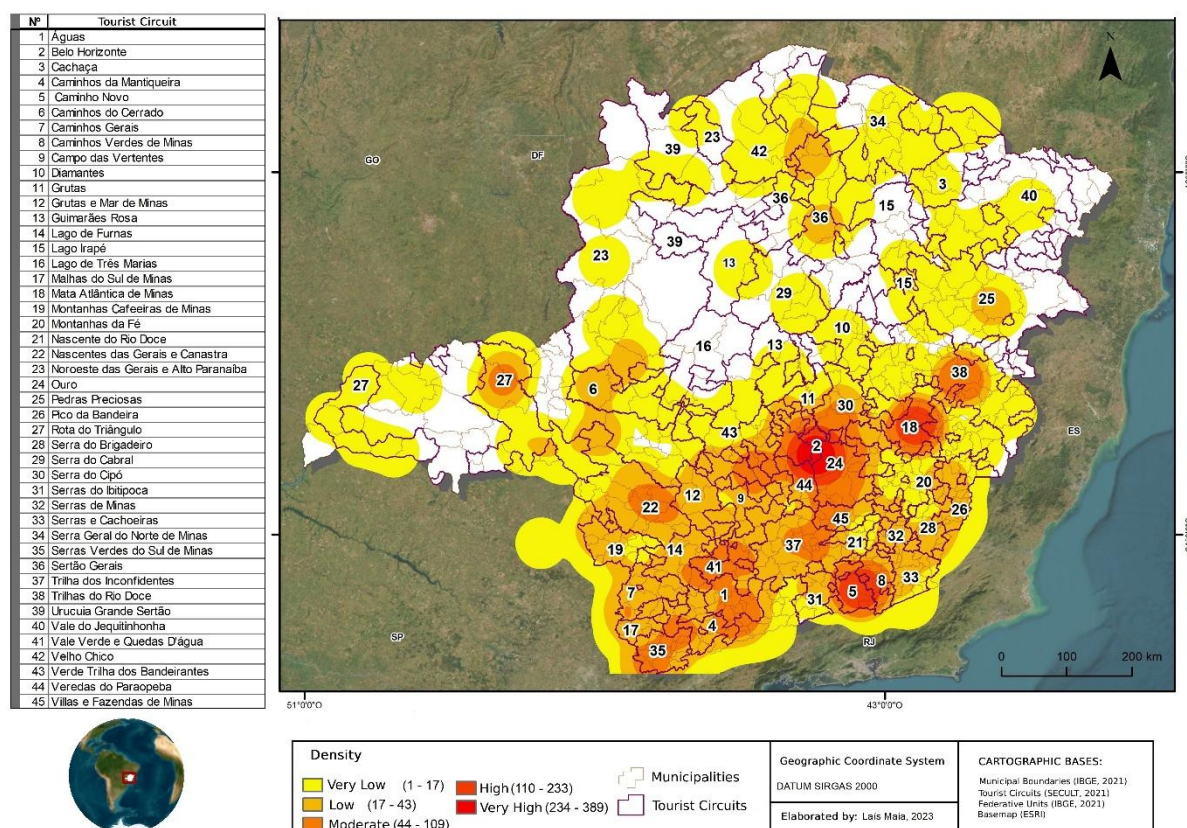 Nº Tourist Circuit
1 Águas
2 Belo Horizonte
3 Cachaça
4 Caminhos da Mantiqueira
5 Caminho Novo
6 Caminhos do Cerrado
7 Caminhos Gerais
8 Caminhos Verdes de Minas
9 Campo das Vertentes
10 Diamantes
11 Grutas
12 Grutas e Mar de Minas
13 Guimarães Rosa
14 Lago de Furnas
15 Lago Irapé
16 Lago de Três Marias
17 Malhas do Sul de Minas
18 Mata Atlântica de Minas
19 Montanhas Cafeeiras de Minas
20 Montanhas da Fé
21 Nascente do Rio Doce
22 Nascentes das Gerais e Canastra
23 Noroeste das Gerais e Alto Paranaíba
24 Ouro
25 Pedras Preciosas
26 Pico da Bandeira
27 Rota do Triângulo
28 Serra do Brigadeiro
29 Serra do Cabral
30 Serra do Cipó
31 Serras do Ibitipoca
32 Serras de Minas
33 Serras e Cachoeiras
34 Serra Geral do Norte de Minas
35 Serras Verdes do Sul de Minas
36 Sertão Gerais
37 Trilha dos Inconfidentes
38 Trilhas do Rio Doce
39 Urucuia Grande Sertão
40 Vale do Jequitinhonha
41 Vale Verde e Quedas D'água
42 Velho Chico
43 Verde Trilha dos Bandeirantes
44 Veredas do Paraopeba
45 Villas e Fazendas de Minas
N
34
23
39
42
GO
DF
3
36
15
40
36
39
23
13
15
29
25
10
16
13
38
27
27
6
11
30
18
43
2
24
ES
44
20
12
9
22
26
45
28
32
37
21
19
14
41
8
33
7
1
5
31
17
4
35
SP
RJ
0 100 200 km
51°0'0"O 43°0'0"O
Density
Very Low (1 - 17)
Low (17 - 43)
Moderate (44 - 109)
High (110 - 233)
Very High (234 - 389)
Municipalities
Tourist Circuits
Geographic Coordinate System
DATUM SIRGAS 2000
Elaborated by: Laís Maia, 2023
CARTOGRAPHIC BASES:
Municipal Boundaries (IBGE, 2021)
Tourist Circuits (SECULT, 2021)
Federative Units (IBGE, 2021)
Basemap (ESRI)